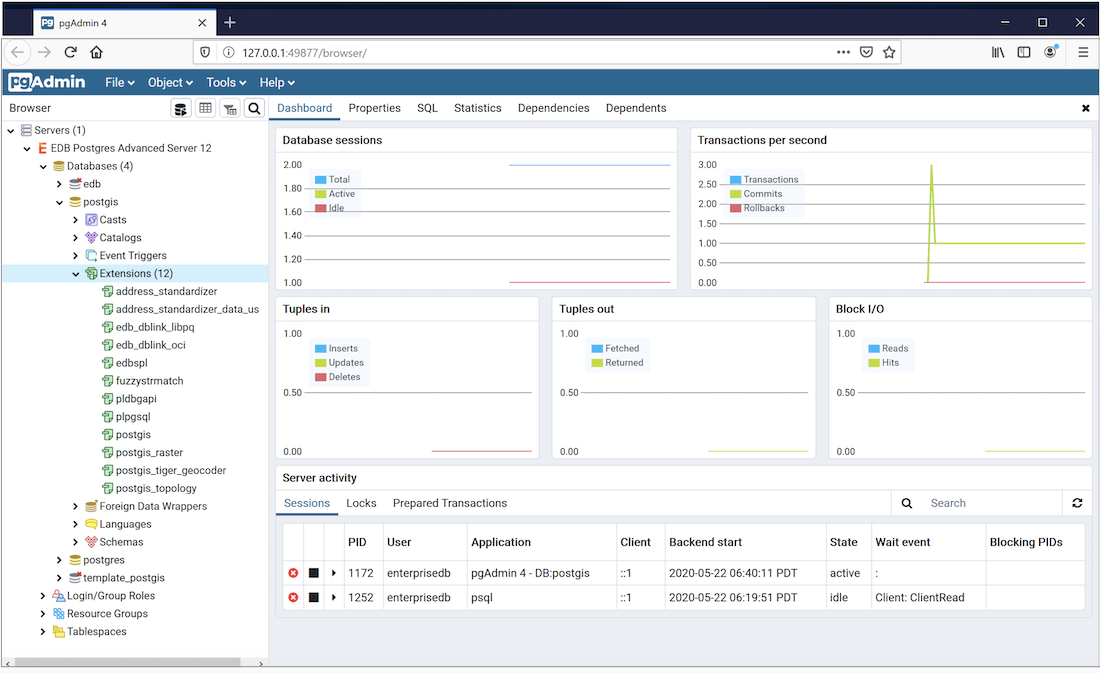 pgAdmin 4
127.0.0.1:49877/browser/
pgAdmin File Object Tools Help
Browser
Dashboard Properties SQL Statistics Dependencies Dependents
Servers (1)
EDB Postgres Advanced Server 12
Databases (4)
edb
postgis
Casts
Catalogs
Event Triggers
Extensions (12)
address_standardizer
address_standardizer_data_us
edb_dblink_libpq
edb_dblink_oci
edbspl
fuzzystrmatch
pldbgapi
plpgsql
postgis
postgis_raster
postgis_tiger_geocoder
postgis_topology
Foreign Data Wrappers
Languages
Schemas
postgres
template_postgis
Login/Group Roles
Resource Groups
Tablespaces
Database sessions
2.00
1.80
1.60
1.40
1.20
1.00
Total
Active
Idle
Transactions per second
3.00
2.50
2.00
1.50
1.00
0.50
0.00
Transactions
Commits
Rollbacks
Tuples in
1.00
0.50
0.00
Inserts
Updates
Deletes
Tuples out
1.00
0.50
0.00
Fetched
Returned
Block I/O
1.00
0.50
0.00
Reads
Hits
Server activity
Sessions Locks Prepared Transactions Search
PID User Application Client Backend start State Wait event Blocking PIDs
1172 enterprisedb pgAdmin 4 - DB:postgis ::1 2020-05-22 06:40:11 PDT active :
1252 enterprisedb psql ::1 2020-05-22 06:19:51 PDT idle Client: ClientRead